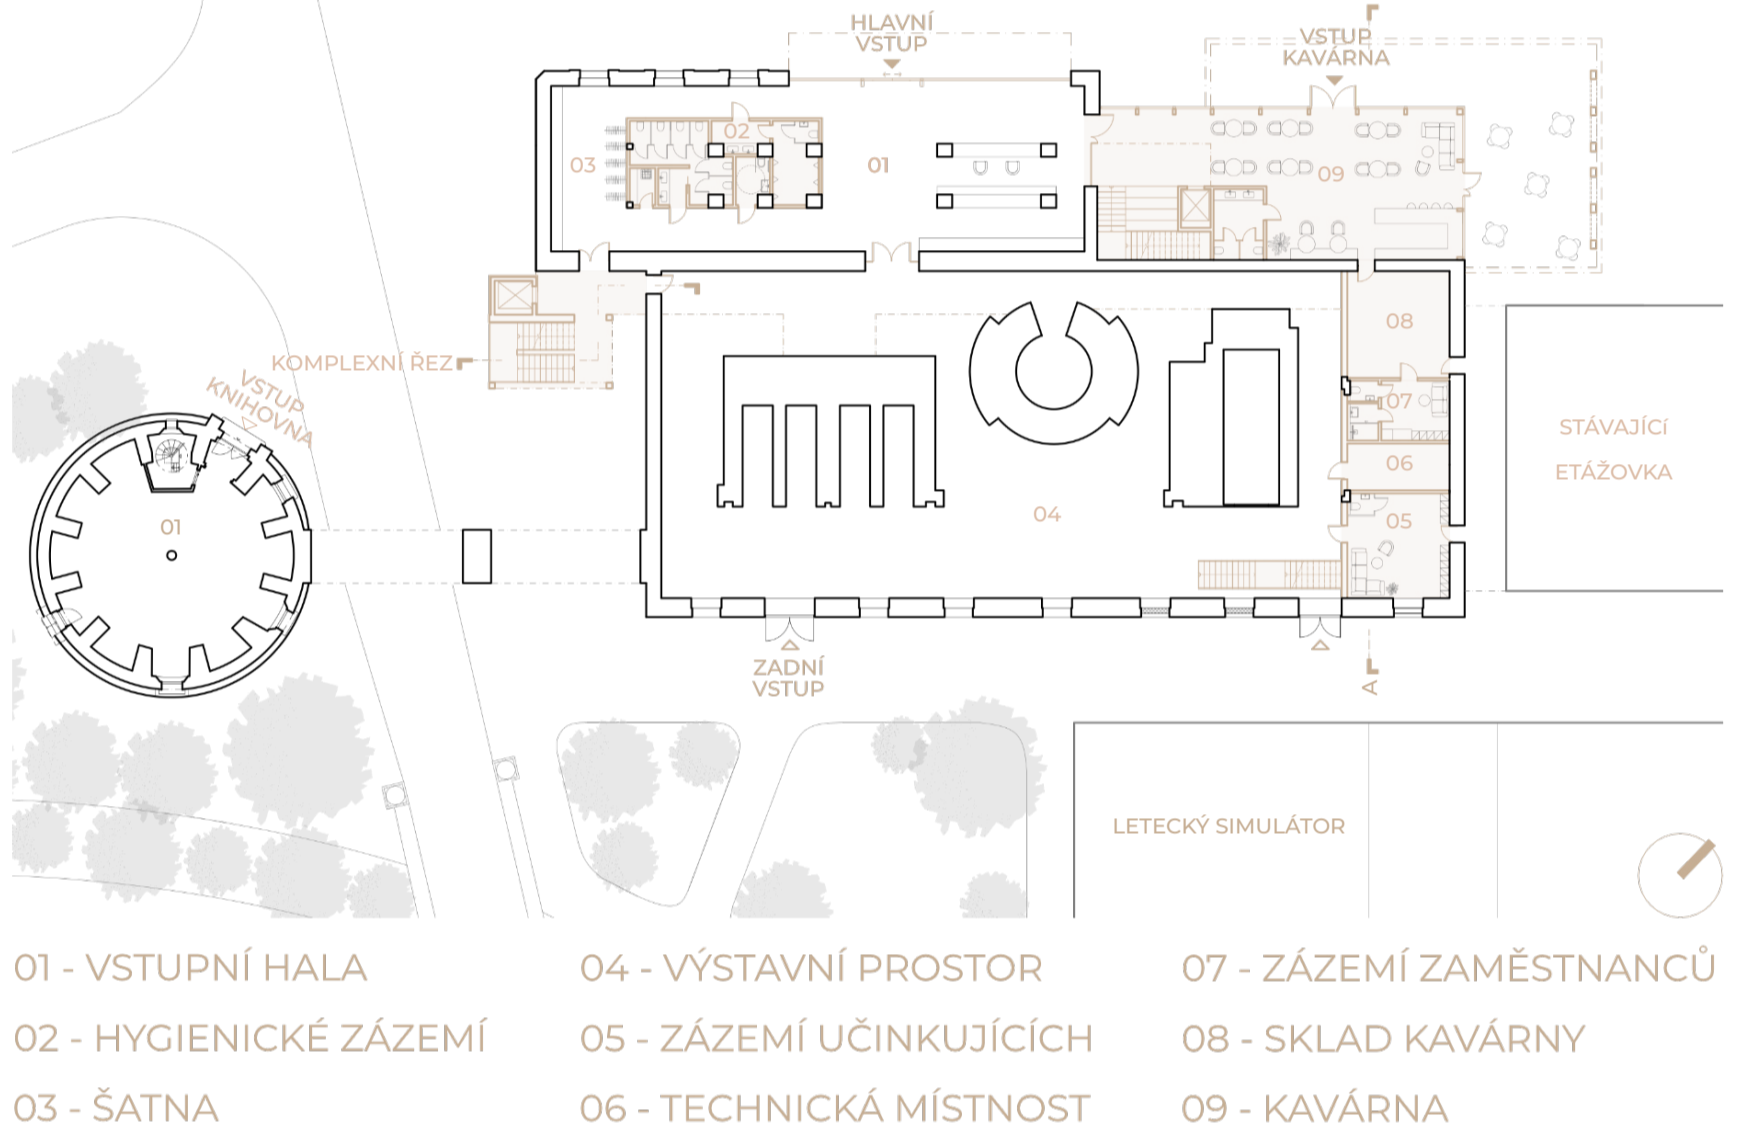 HLAVNÍ
VSTUP
VSTUP
KAVÁRNA
02
03
01
09
KOMPLEXNÍ ŘEZ
VSTUP
KNIHOVNA
08
07
06
05
04
01
STÁVAJÍCÍ
ETÁŽOVKA
ZADNÍ
VSTUP
A
LETECKÝ SIMULÁTOR
01 - VSTUPNÍ HALA
02 - HYGIENICKÉ ZÁZEMÍ
03 - ŠATNA
04 - VÝSTAVNÍ PROSTOR
05 - ZÁZEMÍ UČINKUJÍCÍCH
06 - TECHNICKÁ MÍSTNOST
07 - ZÁZEMÍ ZAMĚSTNANCŮ
08 - SKLAD KAVÁRNY
09 - KAVÁRNA